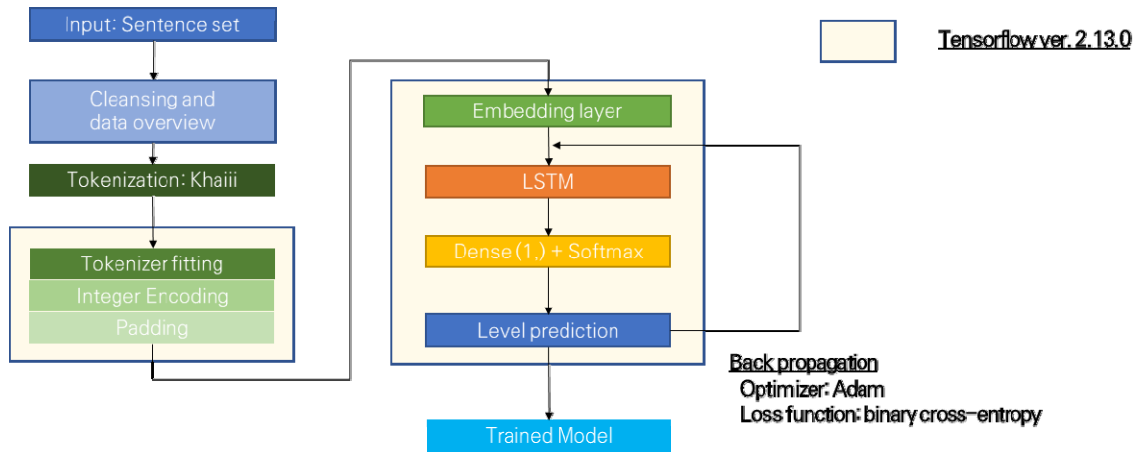 Input: Sentence set
Cleansing and
data overview
Tokenization: Khaiii
Tokenizer fitting
Integer Encoding
Padding
Embedding layer
LSTM
Dense (1,) + Softmax
Level prediction
Trained Model
Tensorflow ver. 2.13.0
Back propagation
Optimizer: Adam
Loss function: binary cross-entropy